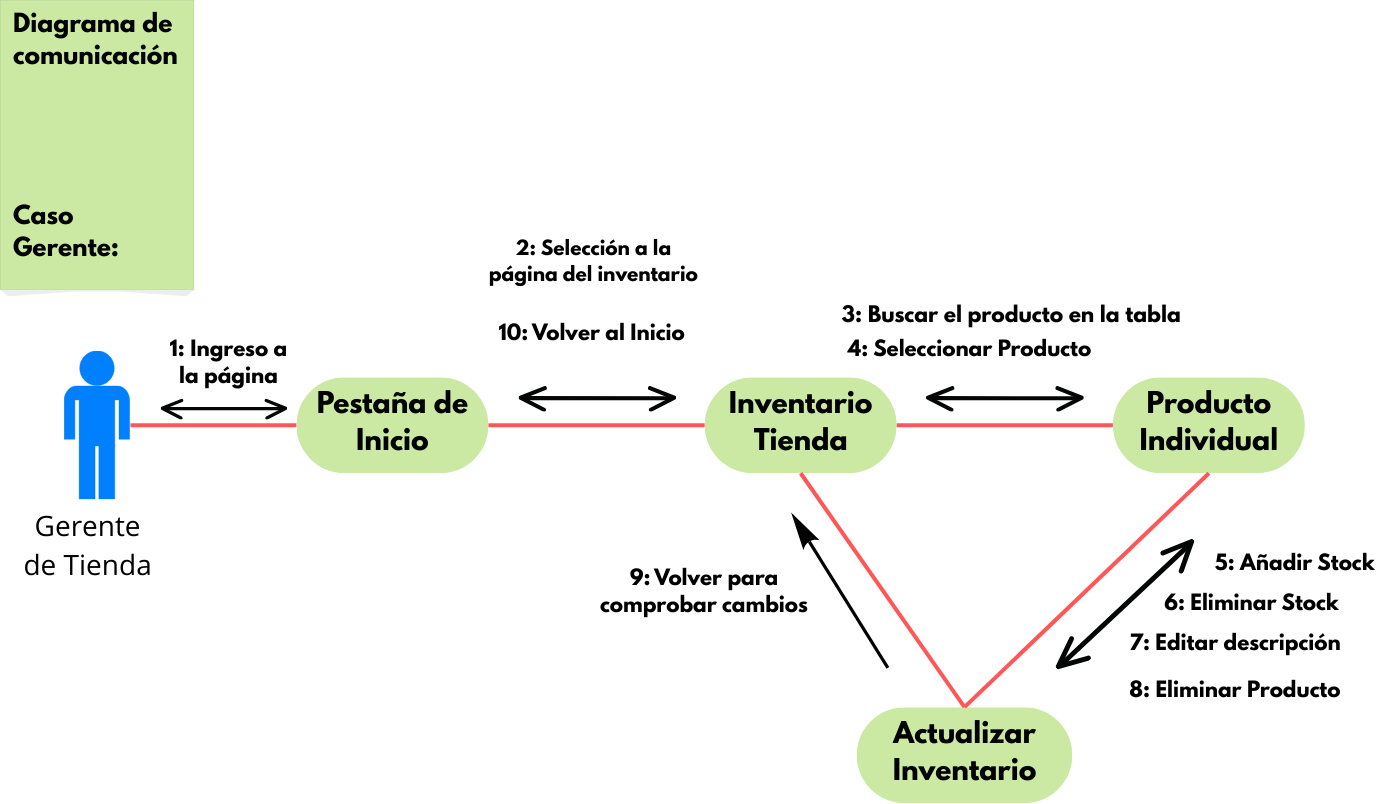 Diagrama de
comunicación
Caso
Gerente:
2: Selección a la
página del inventario
10: Volver al Inicio
3: Buscar el producto en la tabla
4: Seleccionar Producto
1: Ingreso a
la página
Pestaña de
Inicio
Inventario
Tienda
Producto
Individual
Gerente
de Tienda
9: Volver para
comprobar cambios
5: Añadir Stock
6: Eliminar Stock
7: Editar descripción
8: Eliminar Producto
Actualizar
Inventario